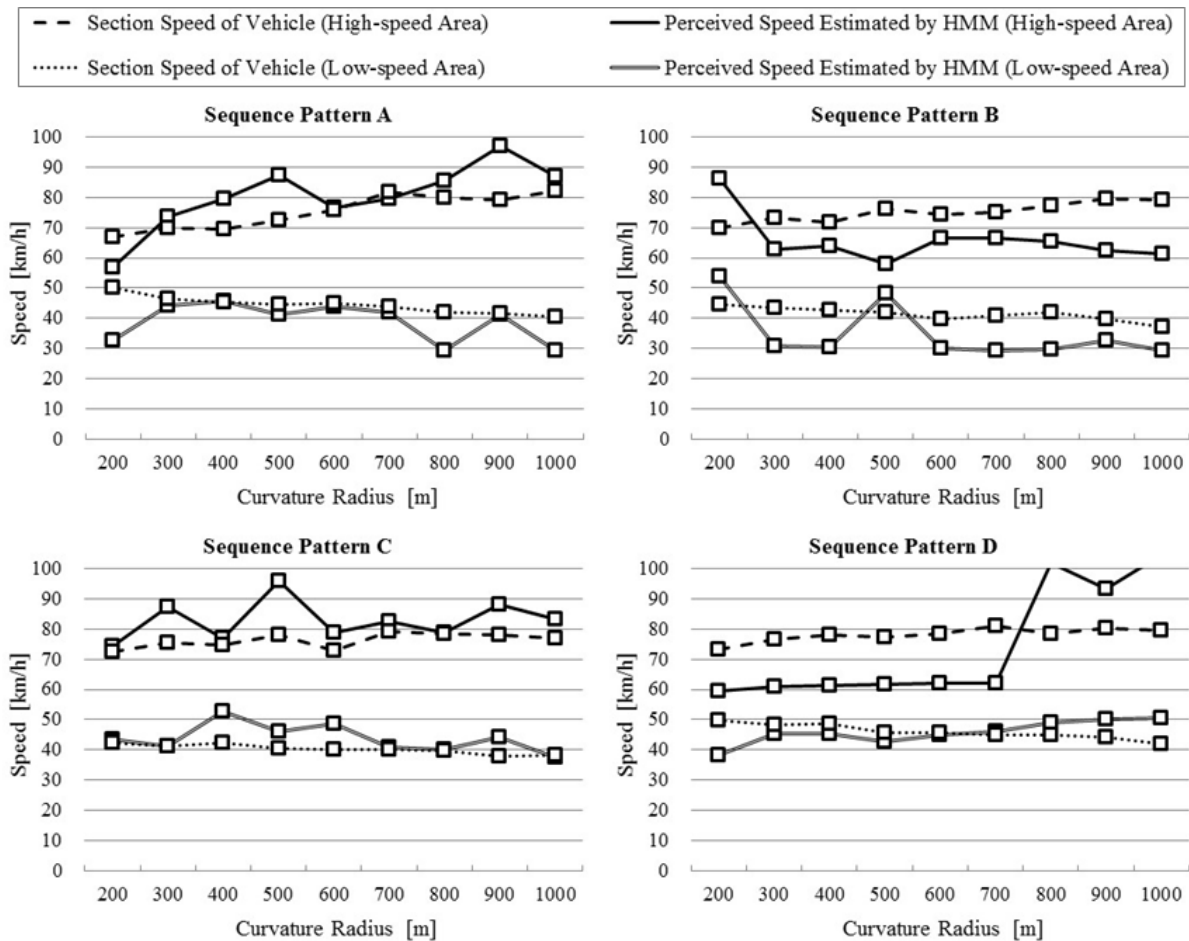 Section Speed of Vehicle (High-speed Area) Perceived Speed Estimated by HMM (High-speed Area)
Section Speed of Vehicle (Low-speed Area) Perceived Speed Estimated by HMM (Low-speed Area)
Sequence Pattern A
100
90
80
70
60
50
40
30
20
10
0
Speed [km/h]
200 300 400 500 600 700 800 900 1000
Curvature Radius [m]
Sequence Pattern B
100
90
80
70
60
50
40
30
20
10
0
Speed [km/h]
200 300 400 500 600 700 800 900 1000
Curvature Radius [m]
Sequence Pattern C
100
90
80
70
60
50
40
30
20
10
0
Speed [km/h]
200 300 400 500 600 700 800 900 1000
Curvature Radius [m]
Sequence Pattern D
100
90
80
70
60
50
40
30
20
10
0
Speed [km/h]
200 300 400 500 600 700 800 900 1000
Curvature Radius [m]